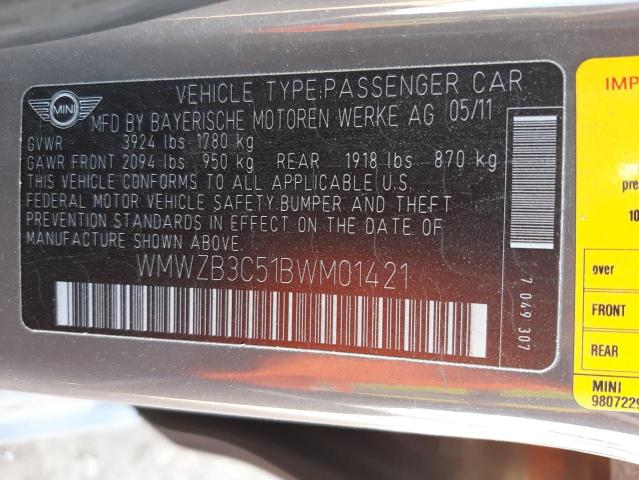 MINI
VEHICLE TYPE:PASSENGER CAR
MFD BY BAYERISCHE MOTOREN WERKE AG 05/11
GVWR 3924 lbs 1780 kg
GAWR FRONT 2094 lbs 950 kg REAR 1918 lbs 870 kg
THIS VEHICLE CONFORMS TO ALL APPLICABLE U.S.
FEDERAL MOTOR VEHICLE SAFETY,BUMPER AND THEFT
PREVENTION STANDARDS IN EFFECT ON THE DATE OF
MANUFACTURE SHOWN.
WMWZB3C51BWM01421
7 049 307
IMP
pre
10
over
FRONT
REAR
MINI
9807229